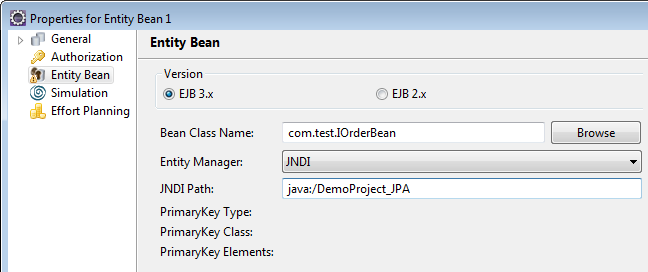 Properties for Entity Bean 1
General
Authorization
Entity Bean
Simulation
Effort Planning
Entity Bean
Version
EJB 3.x
EJB 2.x
Bean Class Name: com.test.IOrderBean Browse
Entity Manager: JNDI
JNDI Path: java:/DemoProject_JPA
PrimaryKey Type:
PrimaryKey Class:
PrimaryKey Elements: